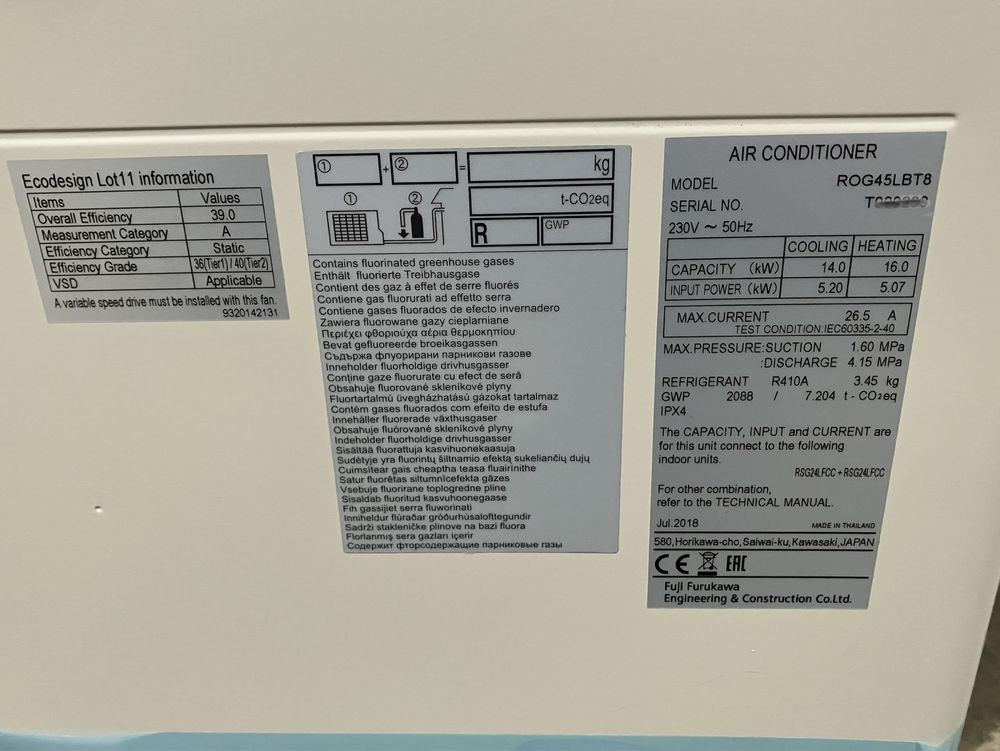 Ecodesign Lot11 information
Items Values
Overall Efficiency 39.0
Measurement Category A
Efficiency Category Static
Efficiency Grade 36(Tier1) / 40(Tier2)
VSD Applicable
A variable speed drive must be installed with this fan.
9320142131
① + ② = kg
① ② t-CO2eq
R GWP
Contains fluorinated greenhouse gases
Enthält fluorierte Treibhausgase
Contient des gaz à effet de serre fluorés
Contiene gas fluorurati ad effetto serra
Contiene gases fluorados de efecto invernadero
Zawiera fluorowane gazy cieplarniane
Περιέχει φθοριούχα αέρια θερμοκηπίου
Bevat gefluoreerde broeikasgassen
Съдържа флуорирани парникови газове
Inneholder fluorholdige drivhusgasser
Conţine gaze fluorurate cu efect de seră
Obsahuje fluorované skleníkové plyny
Fluortartalmú üvegházhatású gázokat tartalmaz
Contém gases fluorados com efeito de estufa
Innehåller fluorerade växthusgaser
Obsahuje fluórované skleníkové plyny
Indeholder fluorholdige drivhusgasser
Sisältää fluorattuja kasvihuonekaasuja
Sudėtyje yra fluorintų šiltnamio efektą sukeliančių dujų
Cuimsítear gais cheaptha teasa fluairínithe
Satur fluorētas siltumnīcefekta gāzes
Vsebuje fluorirane toplogredne pline
Sisaldab fluoritud kasvuhoonegaase
Fih gassijiet serra fluworinati
Inniheldur flúraðar gróðurhúsalofttegundir
Sadrži stakleničke plinove na bazi fluora
Florlanmış sera gazları içerir
Содержит фторсодержащие парниковые газы
AIR CONDITIONER
MODEL ROG45LBT8
SERIAL NO.
230V ～ 50Hz
COOLING HEATING
CAPACITY (kW) 14.0 16.0
INPUT POWER (kW) 5.20 5.07
MAX.CURRENT 26.5 A
TEST CONDITION:IEC60335-2-40
MAX.PRESSURE:SUCTION 1.60 MPa
:DISCHARGE 4.15 MPa
REFRIGERANT R410A 3.45 kg
GWP 2088 / 7.204 t-CO2eq
IPX4
The CAPACITY, INPUT and CURRENT are
for this unit connect to the following
indoor units.
RSG24LFCC + RSG24LFCC
For other combination,
refer to the TECHNICAL MANUAL.
Jul.2018 MADE IN THAILAND
580,Horikawa-cho,Saiwai-ku,Kawasaki,JAPAN
CE EAC
Fuji Furukawa
Engineering & Construction Co.Ltd.